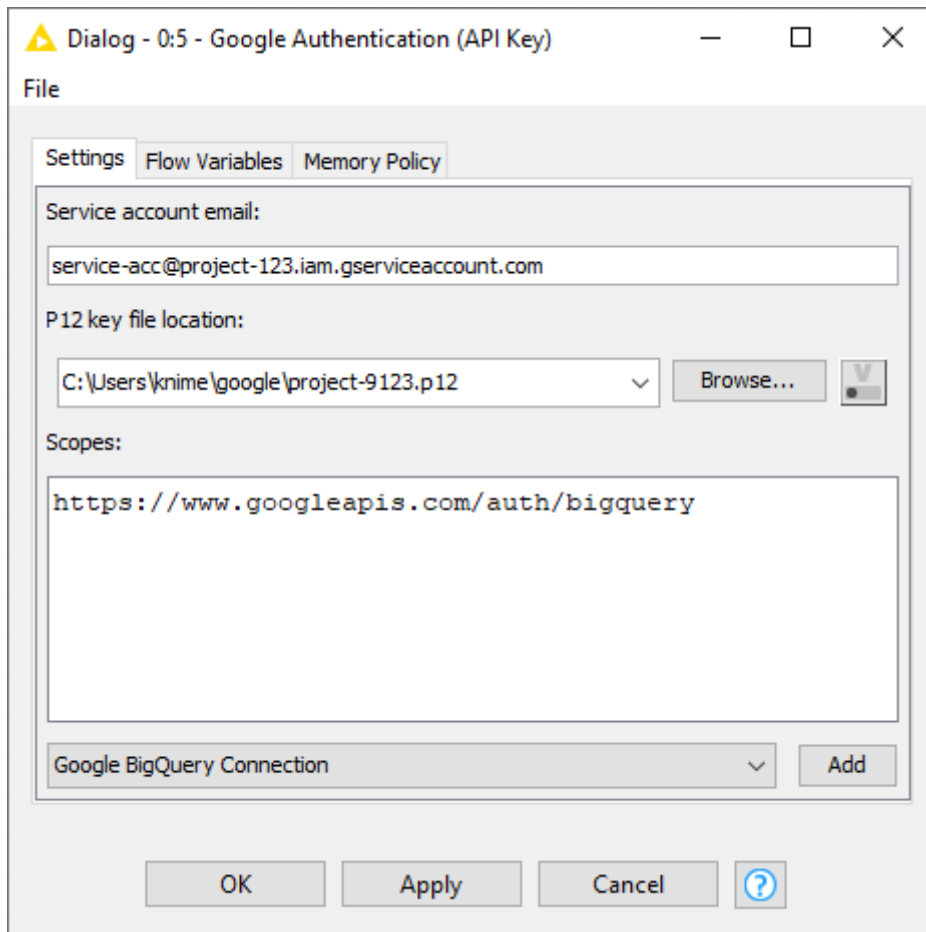 Dialog - 0:5 - Google Authentication (API Key)
File
Settings Flow Variables Memory Policy
Service account email:
service-acc@project-123.iam.gserviceaccount.com
P12 key file location:
C:\Users\knime\google\project-9123.p12 Browse... V
Scopes:
https://www.googleapis.com/auth/bigquery
Google BigQuery Connection Add
OK Apply Cancel ?